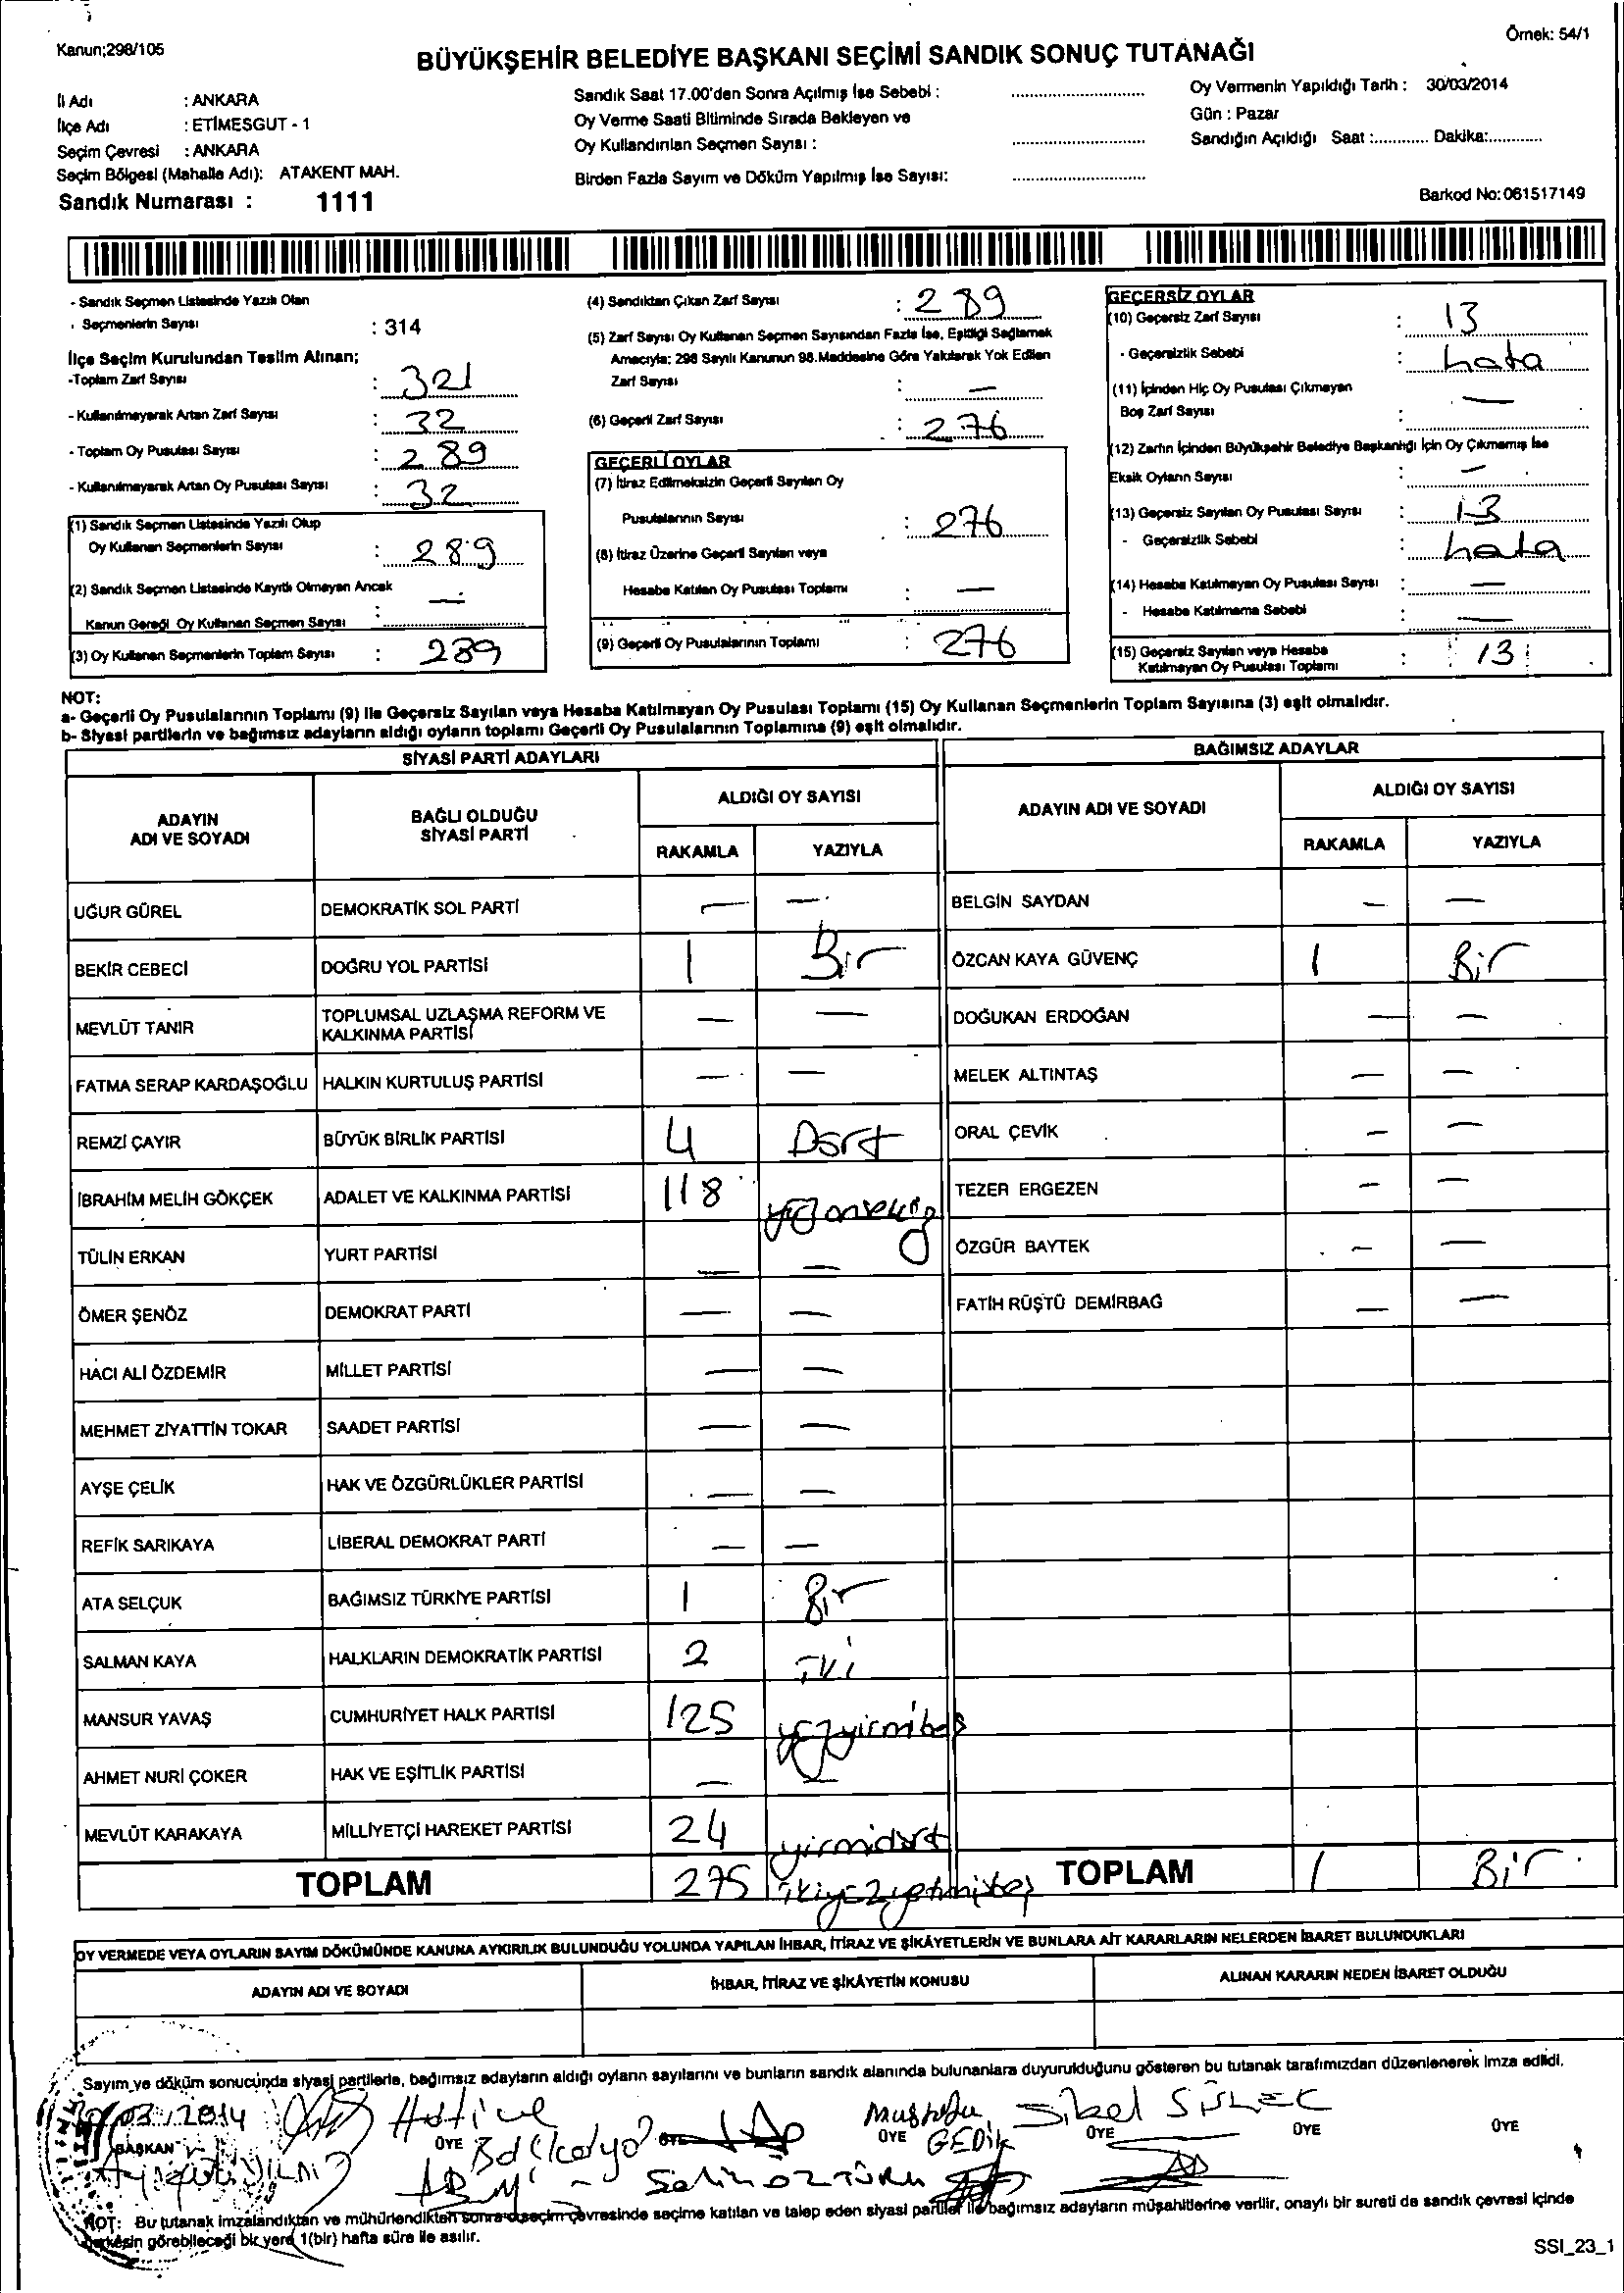 Kanun;298/105
Örnek: 54/1
BÜYÜKŞEHİR BELEDİYE BAŞKANI SEÇİMİ SANDIK SONUÇ TUTANAĞI
İl Adı : ANKARA
İlçe Adı : ETİMESGUT - 1
Seçim Çevresi : ANKARA
Seçim Bölgesi (Mahalle Adı): ATAKENT MAH.
Sandık Numarası : 1111
Sandık Saat 17.00'den Sonra Açılmış İse Sebebi :
Oy Verme Saati Bitiminde Sırada Bekleyen ve
Oy Kullandırılan Seçmen Sayısı :
Birden Fazla Sayım ve Döküm Yapılmış İse Sayısı:
Oy Vermenin Yapıldığı Tarih : 30/03/2014
Gün : Pazar
Sandığın Açıldığı Saat :............ Dakika:............
Barkod No: 061517149
- Sandık Seçmen Listesinde Yazılı Olan
Seçmenlerin Sayısı : 314
İlçe Seçim Kurulundan Teslim Alınan;
-Toplam Zarf Sayısı : 321
- Kullanılmayarak Artan Zarf Sayısı : 32
- Toplam Oy Pusulası Sayısı : 289
- Kullanılmayarak Artan Oy Pusulası Sayısı : 32
(1) Sandık Seçmen Listesinde Yazılı Olup
Oy Kullanan Seçmenlerin Sayısı : 289
(2) Sandık Seçmen Listesinde Kayıtlı Olmayan Ancak
Kanun Gereği Oy Kullanan Seçmen Sayısı : —
(3) Oy Kullanan Seçmenlerin Toplam Sayısı : 289
(4) Sandıktan Çıkan Zarf Sayısı : 289
(5) Zarf Sayısı Oy Kullanan Seçmen Sayısından Fazla İse, Eşitliği Sağlamak
Amacıyla; 298 Sayılı Kanunun 98.Maddesine Göre Yakılarak Yok Edilen
Zarf Sayısı : —
(6) Geçerli Zarf Sayısı : 276
GEÇERLİ OYLAR
(7) İtiraz Edilmeksizin Geçerli Sayılan Oy
Pusulalarının Sayısı : 276
(8) İtiraz Üzerine Geçerli Sayılan veya
Hesaba Katılan Oy Pusulası Toplamı : —
(9) Geçerli Oy Pusulalarının Toplamı : 276
GEÇERSİZ OYLAR
(10) Geçersiz Zarf Sayısı : 13
- Geçersizlik Sebebi : hata
(11) İçinden Hiç Oy Pusulası Çıkmayan
Boş Zarf Sayısı : —
(12) Zarfın İçinden Büyükşehir Belediye Başkanlığı İçin Oy Çıkmamış İse
Eksik Oyların Sayısı : —
(13) Geçersiz Sayılan Oy Pusulası Sayısı : 13
- Geçersizlik Sebebi : hata
(14) Hesaba Katılmayan Oy Pusulası Sayısı : —
- Hesaba Katılmama Sebebi : —
(15) Geçersiz Sayılan veya Hesaba
Katılmayan Oy Pusulası Toplamı : 13
NOT:
a- Geçerli Oy Pusulalarının Toplamı (9) ile Geçersiz Sayılan veya Hesaba Katılmayan Oy Pusulası Toplamı (15) Oy Kullanan Seçmenlerin Toplam Sayısına (3) eşit olmalıdır.
b- Siyasi partilerin ve bağımsız adayların aldığı oyların toplamı Geçerli Oy Pusulalarının Toplamına (9) eşit olmalıdır.
SİYASİ PARTİ ADAYLARI
ADAYIN ADI VE SOYADI
BAĞLI OLDUĞU SİYASİ PARTİ
ALDIĞI OY SAYISI
RAKAMLA YAZIYLA
UĞUR GÜREL DEMOKRATİK SOL PARTİ — —
BEKİR CEBECİ DOĞRU YOL PARTİSİ 1 Bir
MEVLÜT TANIR TOPLUMSAL UZLAŞMA REFORM VE KALKINMA PARTİSİ — —
FATMA SERAP KARDAŞOĞLU HALKIN KURTULUŞ PARTİSİ — —
REMZİ ÇAYIR BÜYÜK BİRLİK PARTİSİ 4 Dört
İBRAHİM MELİH GÖKÇEK ADALET VE KALKINMA PARTİSİ 118 yüzonsekiz
TÜLİN ERKAN YURT PARTİSİ — —
ÖMER ŞENÖZ DEMOKRAT PARTİ — —
HACI ALİ ÖZDEMİR MİLLET PARTİSİ — —
MEHMET ZİYATTİN TOKAR SAADET PARTİSİ — —
AYŞE ÇELİK HAK VE ÖZGÜRLÜKLER PARTİSİ — —
REFİK SARIKAYA LİBERAL DEMOKRAT PARTİ — —
ATA SELÇUK BAĞIMSIZ TÜRKİYE PARTİSİ 1 Bir
SALMAN KAYA HALKLARIN DEMOKRATİK PARTİSİ 2 İki
MANSUR YAVAŞ CUMHURİYET HALK PARTİSİ 125 yüzyirmibeş
AHMET NURİ ÇOKER HAK VE EŞİTLİK PARTİSİ — —
MEVLÜT KARAKAYA MİLLİYETÇİ HAREKET PARTİSİ 24 yirmidört
TOPLAM 275 ikiyüzyetmişbeş
BAĞIMSIZ ADAYLAR
ADAYIN ADI VE SOYADI
ALDIĞI OY SAYISI
RAKAMLA YAZIYLA
BELGİN SAYDAN — —
ÖZCAN KAYA GÜVENÇ 1 Bir
DOĞUKAN ERDOĞAN — —
MELEK ALTINTAŞ — —
ORAL ÇEVİK — —
TEZER ERGEZEN — —
ÖZGÜR BAYTEK — —
FATİH RÜŞTÜ DEMİRBAĞ — —
TOPLAM 1 Bir
OY VERMEDE VEYA OYLARIN SAYIM DÖKÜMÜNDE KANUNA AYKIRILIK BULUNDUĞU YOLUNDA YAPILAN İHBAR, İTİRAZ VE ŞİKÂYETLERİN VE BUNLARA AİT KARARLARIN NELERDEN İBARET BULUNDUKLARI
ADAYIN ADI VE SOYADI
İHBAR, İTİRAZ VE ŞİKÂYETİN KONUSU
ALINAN KARARIN NEDEN İBARET OLDUĞU
Sayım ve döküm sonucunda siyasi partilerle, bağımsız adayların aldığı oyların sayılarını ve bunların sandık alanında bulunanlara duyurulduğunu gösteren bu tutanak tarafımızdan düzenlenerek imza edildi.
03/2014
Hatice
Mustafa
Sibel
BAŞKAN ÜYE ÜYE ÜYE ÜYE ÜYE ÜYE
GEDİK
Selim ÖZTÜRK
NOT: Bu tutanak imzalandıktan ve mühürlendikten sonra seçim çevresinde seçime katılan ve talep eden siyasi partiler ile bağımsız adayların müşahitlerine verilir, onaylı bir sureti de sandık çevresi içinde
herkesin görebileceği bir yere 1(bir) hafta süre ile asılır.
SSI_23_1